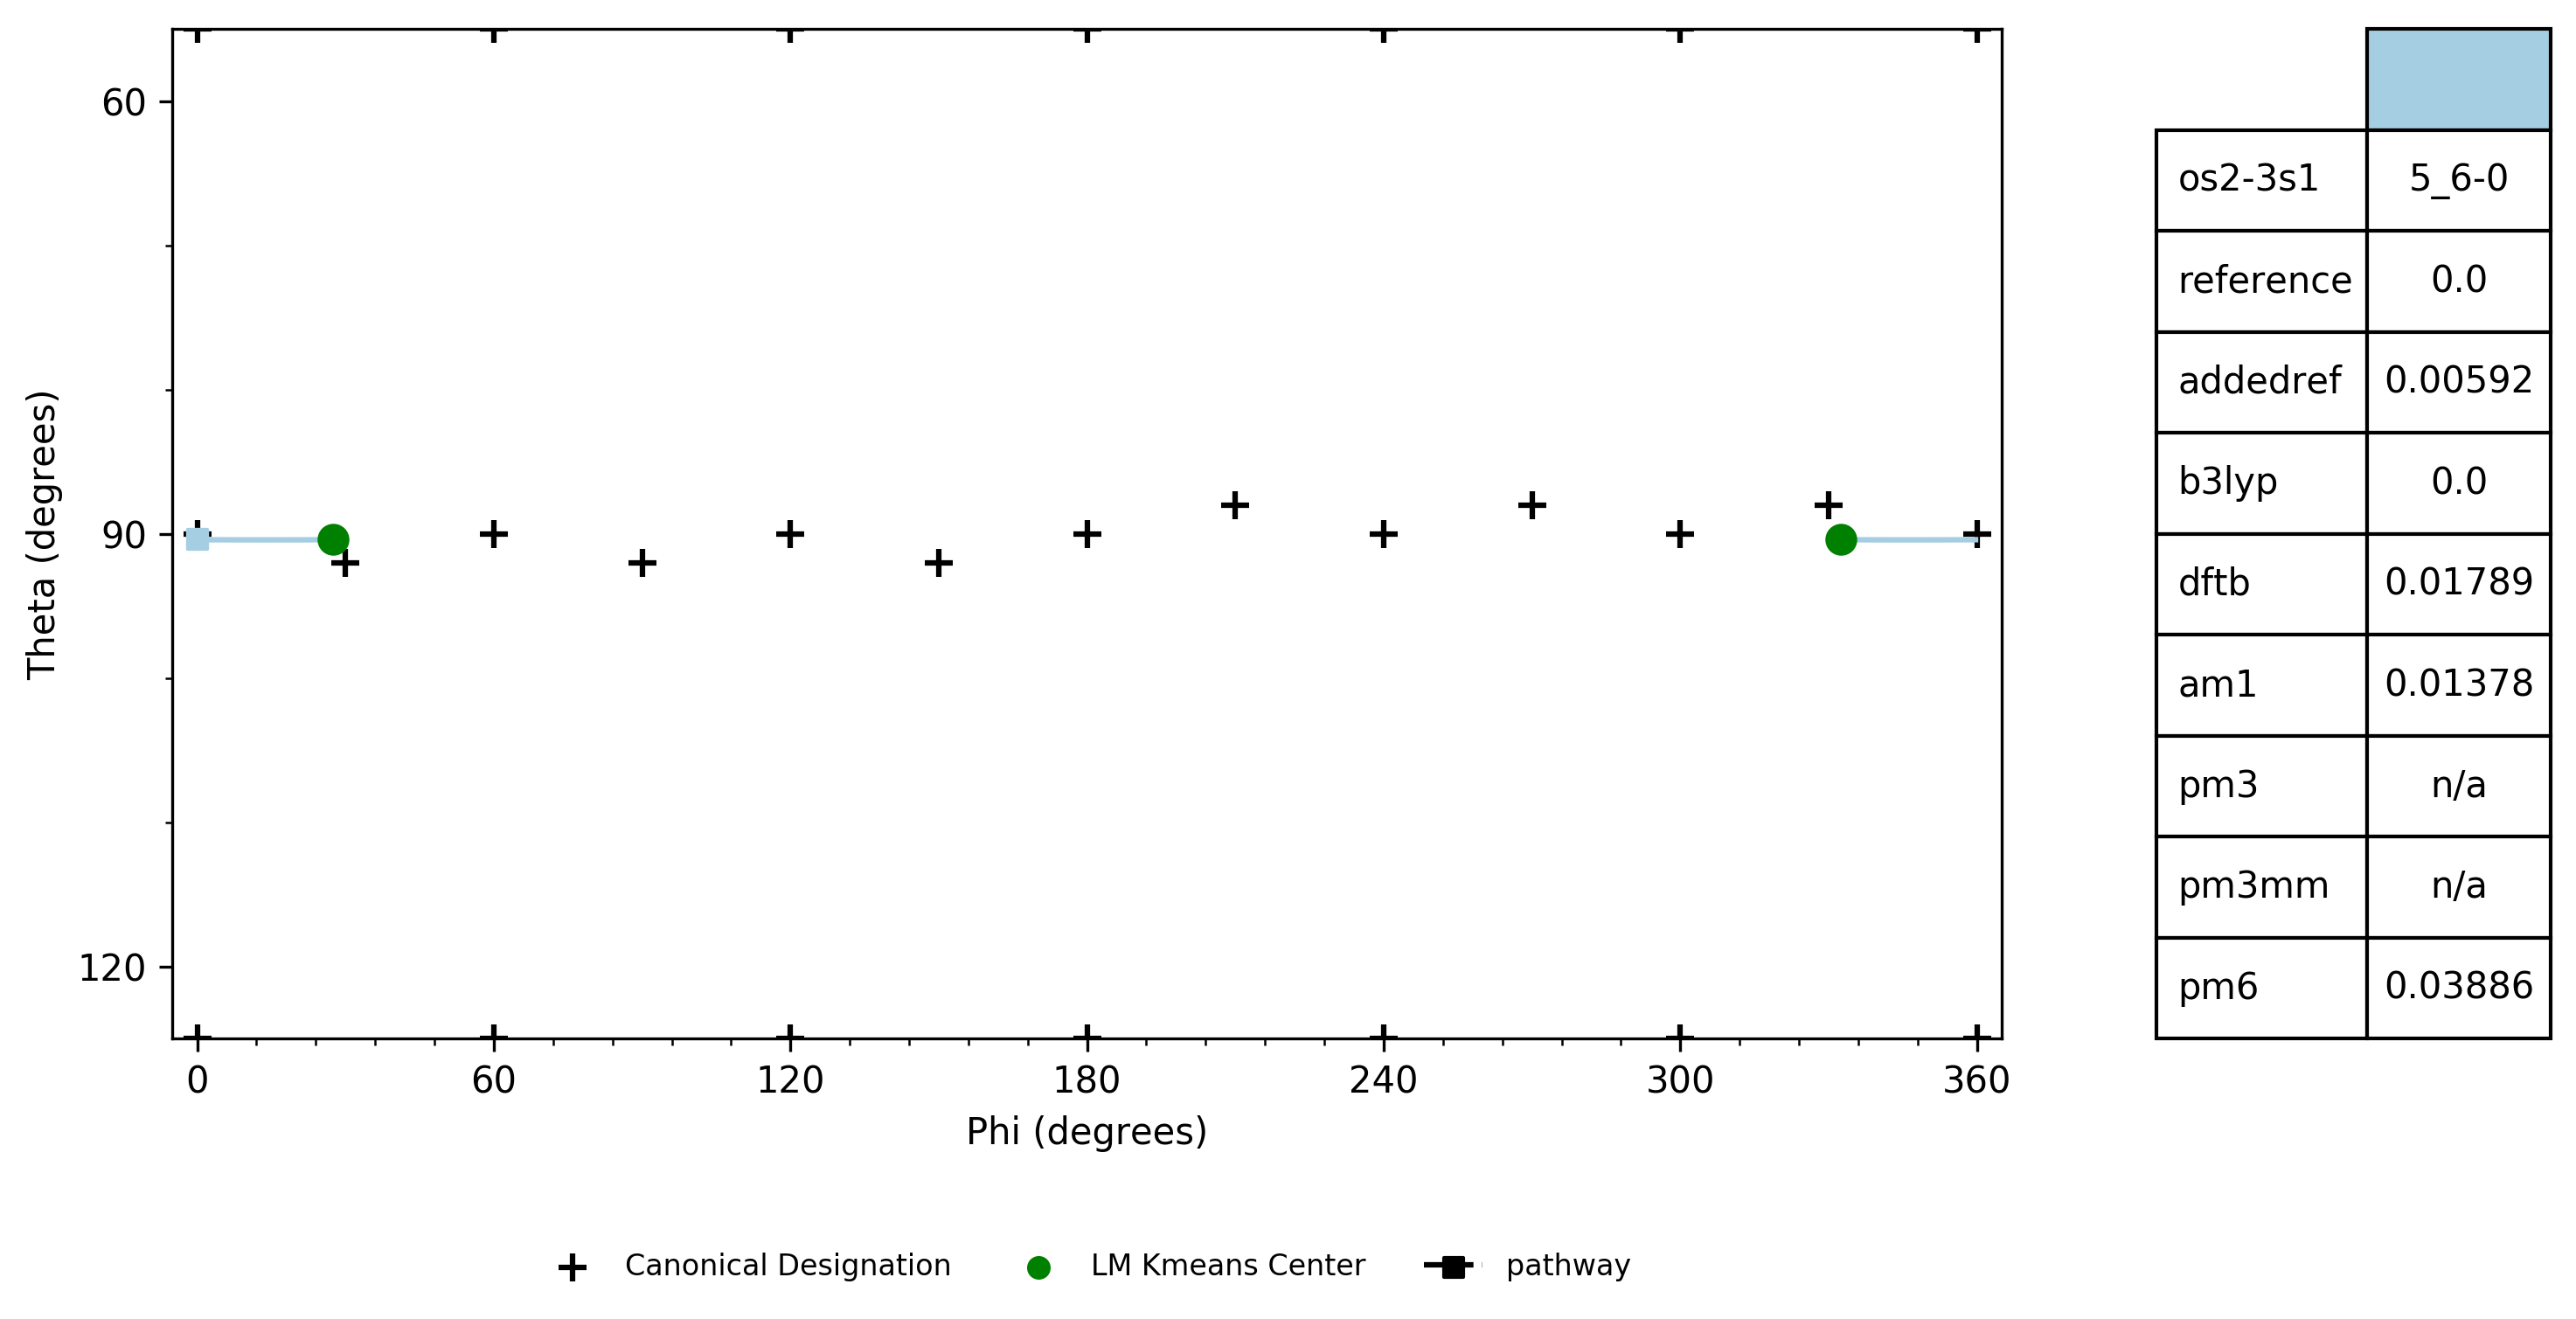 60
90
120
Theta (degrees)
0 60 120 180 240 300 360
Phi (degrees)
Canonical Designation LM Kmeans Center pathway
os2-3s1 5_6-0
reference 0.0
addedref 0.00592
b3lyp 0.0
dftb 0.01789
am1 0.01378
pm3 n/a
pm3mm n/a
pm6 0.03886